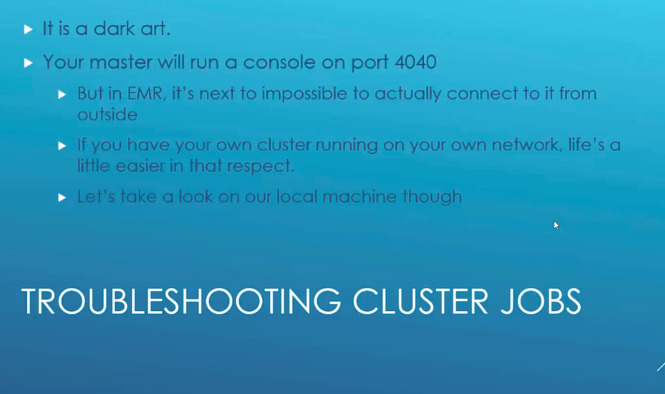 It is a dark art.
Your master will run a console on port 4040
But in EMR, it's next to impossible to actually connect to it from
outside
If you have your own cluster running on your own network, life's a
little easier in that respect.
Let's take a look on our local machine though
TROUBLESHOOTING CLUSTER JOBS